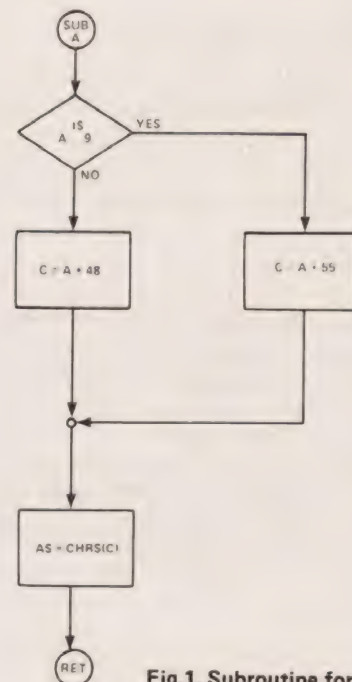 SUB
A
IS
A 9
YES
NO
C = A + 48
C = A + 55
A$ = CHR$(C)
RET
Fig 1. Subroutine for